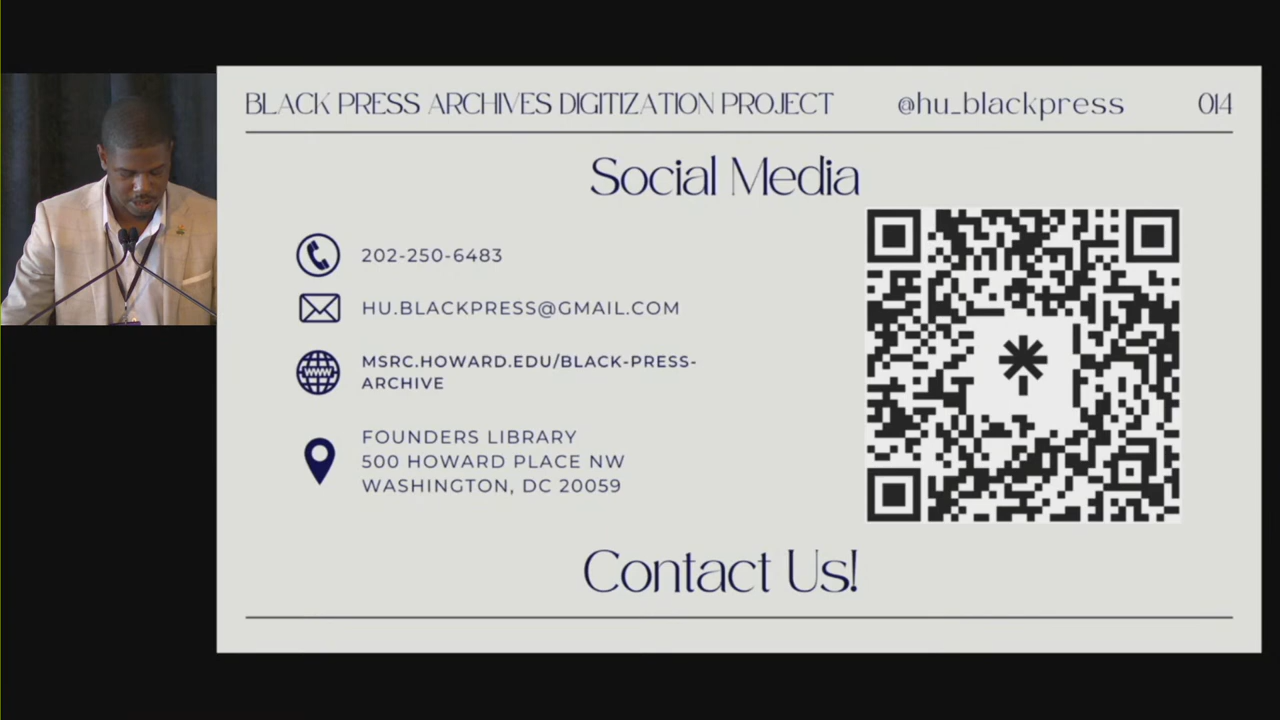 BLACK PRESS ARCHIVES DIGITIZATION PROJECT @hu_blackpress 014
Social Media
202-250-6483
HU.BLACKPRESS@GMAIL.COM
WWW
MSRC.HOWARD.EDU/BLACK-PRESS-
ARCHIVE
FOUNDERS LIBRARY
500 HOWARD PLACE NW
WASHINGTON, DC 20059
Contact Us!